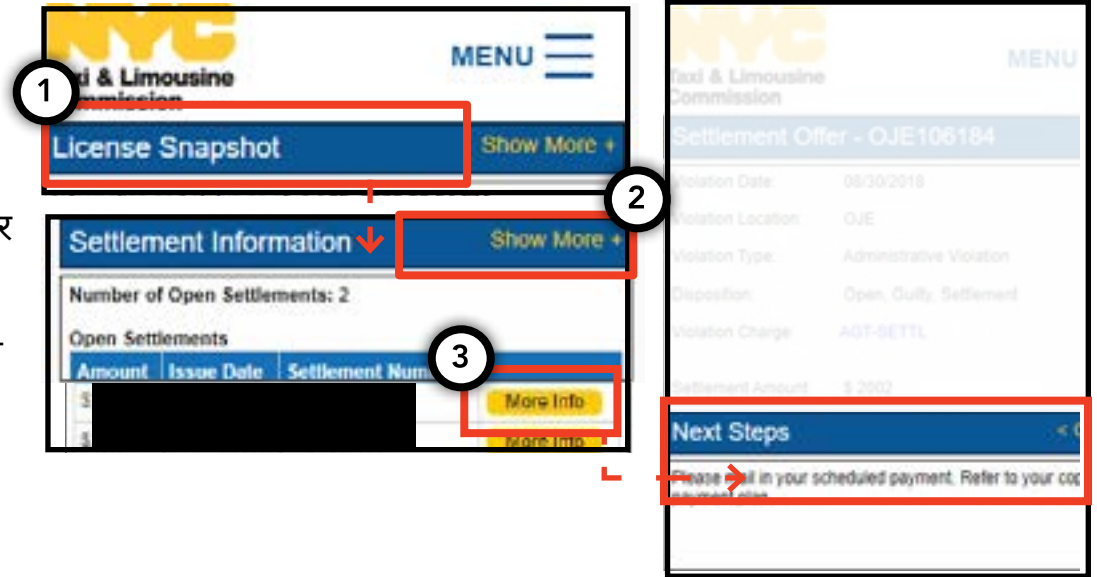 NYC
Taxi & Limousine
Commission
MENU
1
License Snapshot
Show More +
2
र
Settlement Information
Show More +
Number of Open Settlements: 2
Open Settlements
Amount Issue Date Settlement Num
3
$
More Info
$
More Info
NYC
Taxi & Limousine
Commission
MENU
Settlement Offer - OJE106184
Violation Date: 08/30/2018
Violation Location: OJE
Violation Type: Administrative Violation
Disposition: Open, Guilty, Settlement
Violation Charge: AGT-SETTL
Settlement Amount: $ 2002
Next Steps
<
Please mail in your scheduled payment. Refer to your cop
payment plan